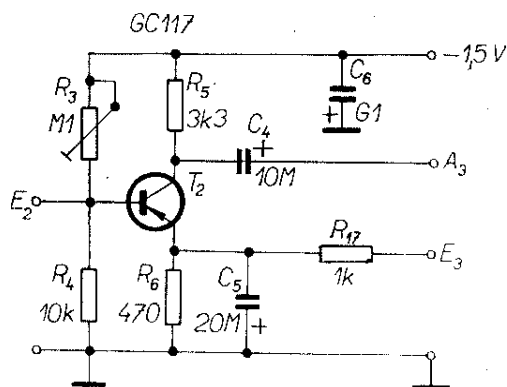 GC117
−1,5V
R3
M1
R5
3k3
C6
+ G1
C4
+
10M
A3
E2
T2
R17
1k
E3
R4
10k
R6
470
C5
20M +